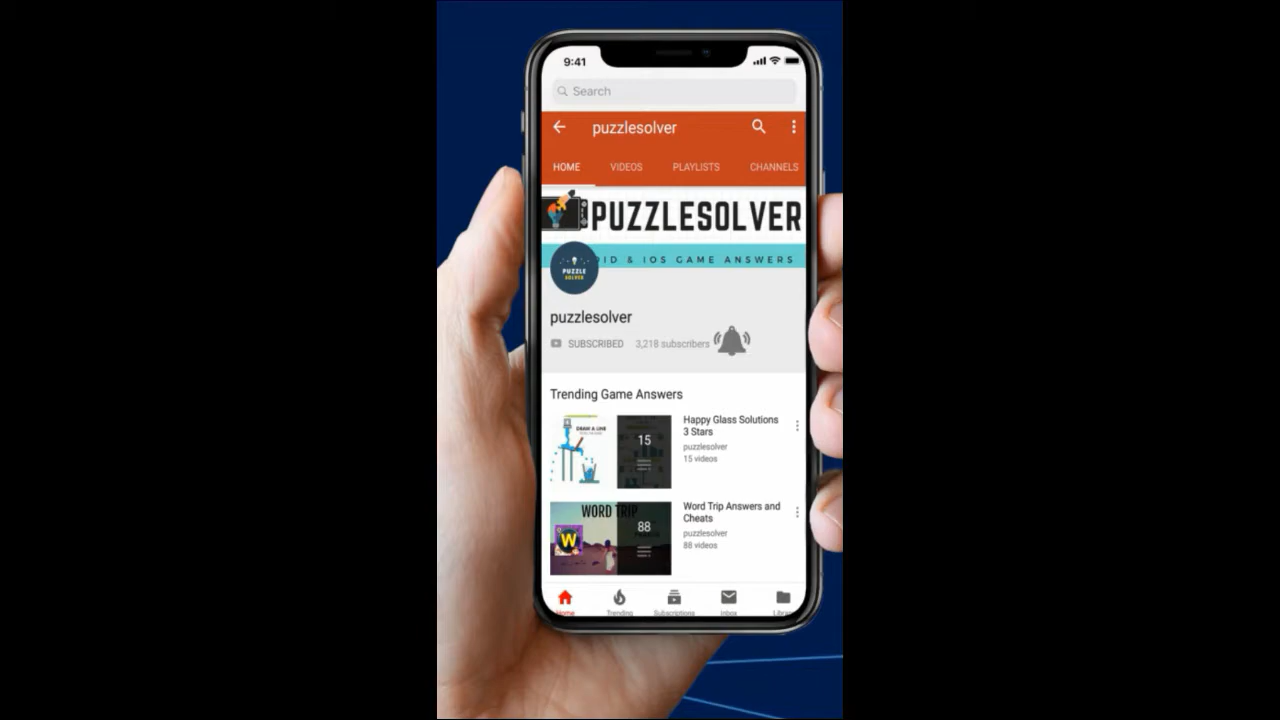 9:41
Search
puzzlesolver
HOME VIDEOS PLAYLISTS CHANNELS
PUZZLESOLVER
ID & IOS GAME ANSWERS
PUZZLE
SOLVER
puzzlesolver
SUBSCRIBED 3,218 subscribers
Trending Game Answers
DRAW A LINE
15
Happy Glass Solutions
3 Stars
puzzlesolver
15 videos
WORD TRIP
W
88
Word Trip Answers and
Cheats
puzzlesolver
88 videos
Home Trending Subscriptions Inbox